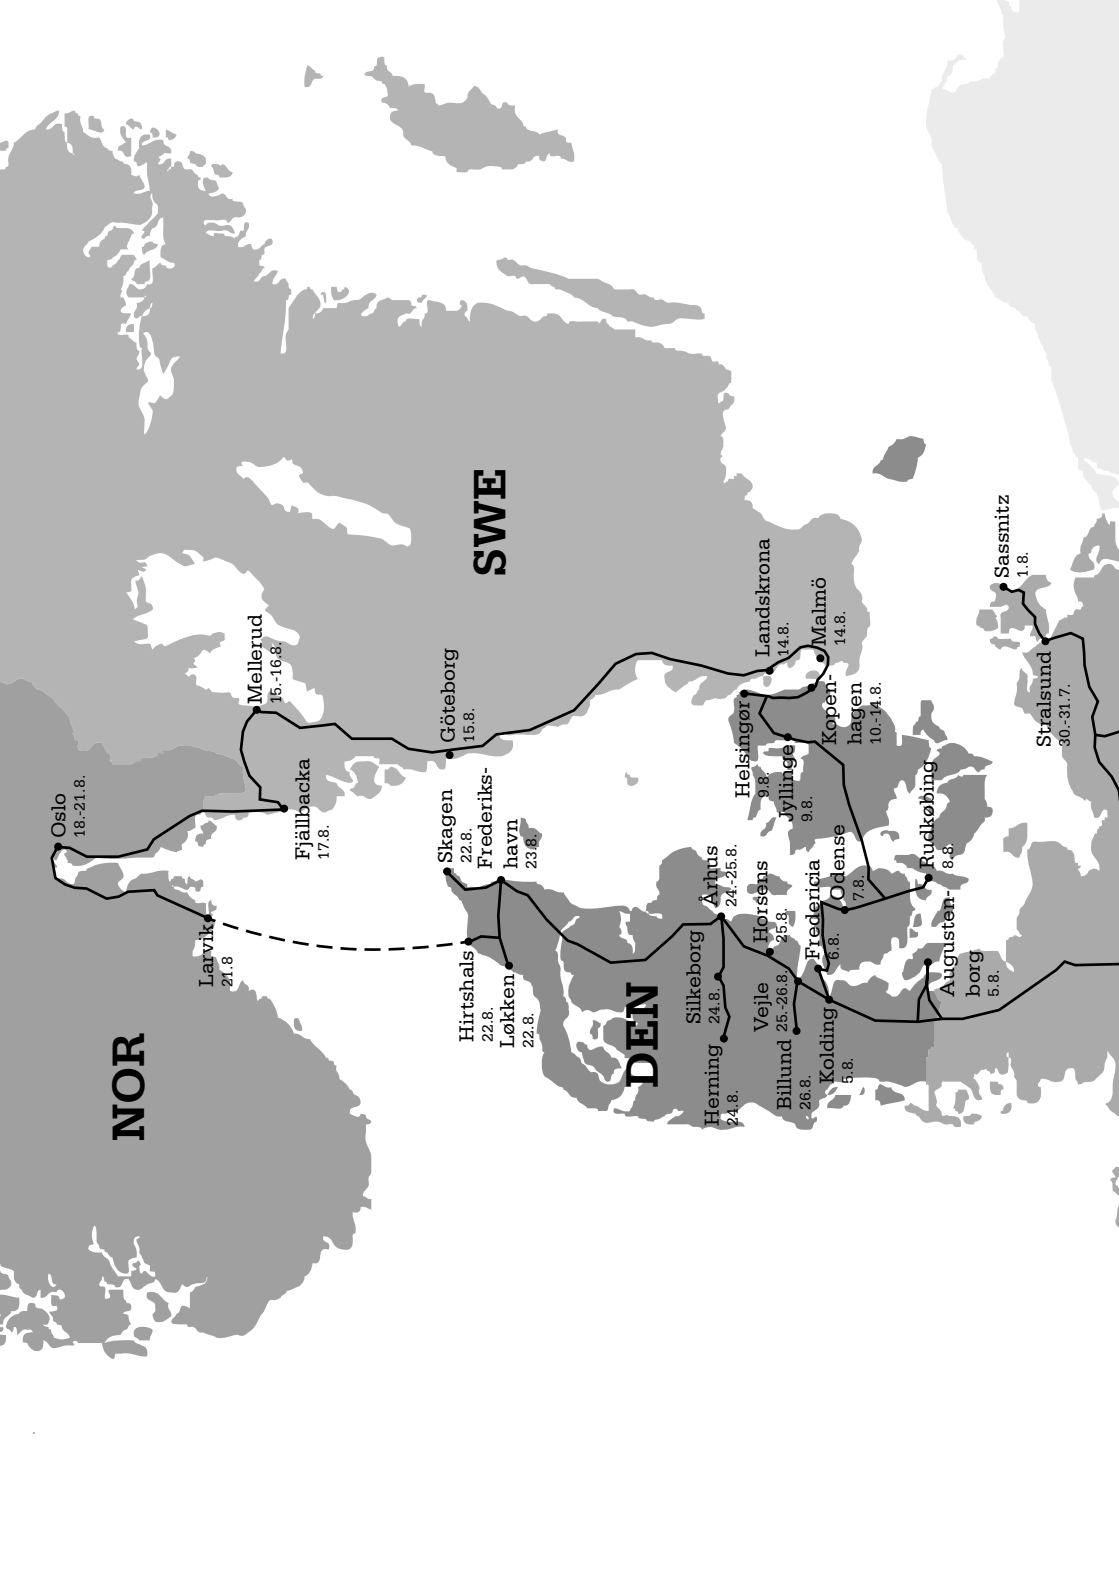 Oslo
18.-21.8.
NOR
Larvik
21.8
Mellerud
15.-16.8.
Fjällbacka
17.8.
SWE
Göteborg
15.8.
Skagen
22.8.
Frederiks-
havn
23.8.
Hirtshals
22.8.
Løkken
22.8.
DEN
Århus
24.-25.8.
Silkeborg
24.8.
Herning
24.8.
Horsens
25.8.
Vejle
25.-26.8.
Billund
26.8.
Fredericia
6.8.
Kolding
5.8.
Odense
7.8.
Rudkøbing
8.8.
Augusten-
borg
5.8.
Helsingør
9.8.
Jyllinge
9.8.
Kopen-
hagen
10.-14.8.
Landskrona
14.8.
Malmö
14.8.
Sassnitz
1.8.
Stralsund
30.-31.7.